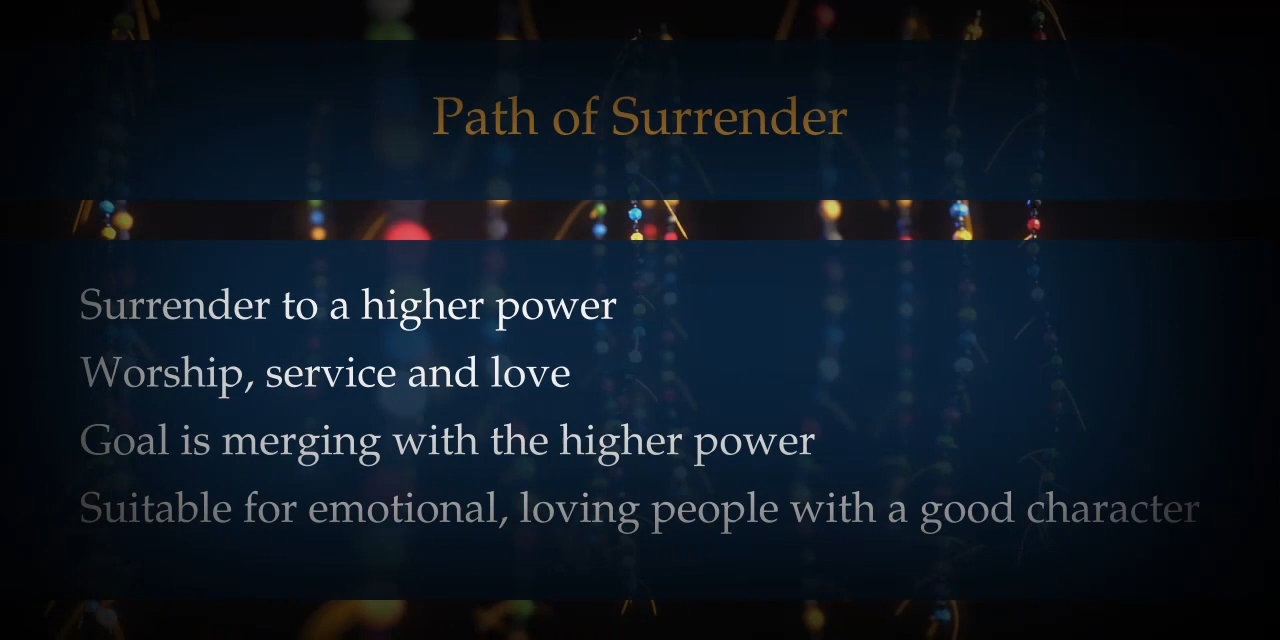 Path of Surrender
Surrender to a higher power
Worship, service and love
Goal is merging with the higher power
Suitable for emotional, loving people with a good character